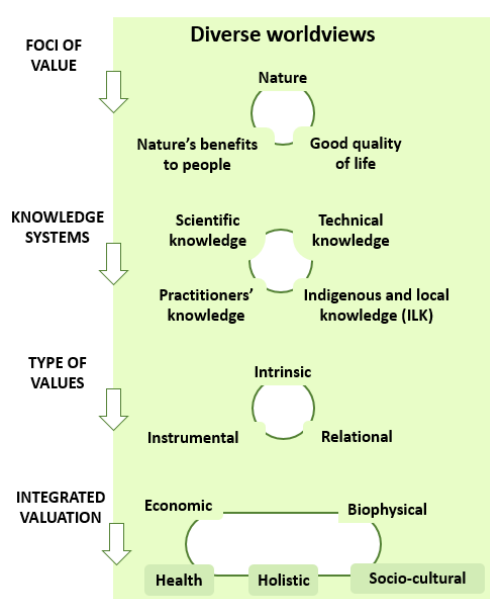 Diverse worldviews
FOCI OF
VALUE
Nature
Nature's benefits
to people
Good quality
of life
KNOWLEDGE
SYSTEMS
Scientific
knowledge
Technical
knowledge
Practitioners'
knowledge
Indigenous and local
knowledge (ILK)
TYPE OF
VALUES
Intrinsic
Instrumental
Relational
INTEGRATED
VALUATION
Economic
Biophysical
Health
Holistic
Socio-cultural